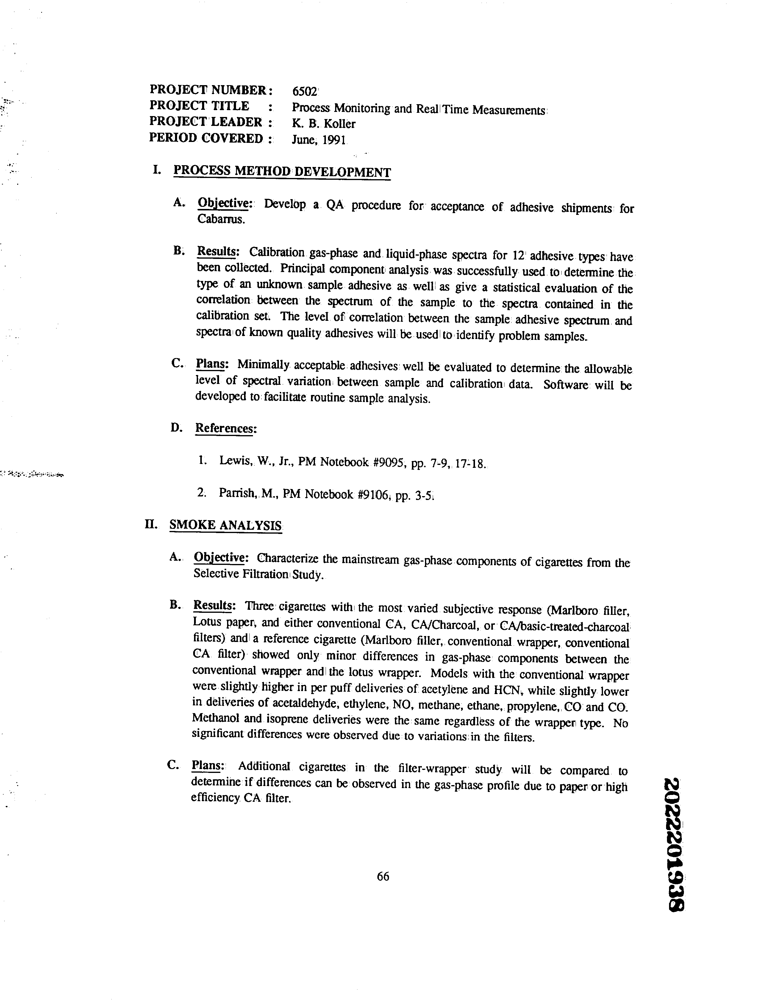 PROJECT NUMBER: 6502
PROJECT TITLE : Process Monitoring and Real Time Measurements
PROJECT LEADER : K. B. Koller
PERIOD COVERED : June, 1991
I. PROCESS METHOD DEVELOPMENT
A. Objective: Develop a QA procedure for acceptance of adhesive shipments for
Cabarrus.
B. Results: Calibration gas-phase and liquid-phase spectra for 12 adhesive types have
been collected. Principal component analysis was successfully used to determine the
type of an unknown sample adhesive as well as give a statistical evaluation of the
correlation between the spectrum of the sample to the spectra contained in the
calibration set. The level of correlation between the sample adhesive spectrum and
spectra of known quality adhesives will be used to identify problem samples.
C. Plans: Minimally acceptable adhesives well be evaluated to determine the allowable
level of spectral variation between sample and calibration data. Software will be
developed to facilitate routine sample analysis.
D. References:
1. Lewis, W., Jr., PM Notebook #9095, pp. 7-9, 17-18.
2. Parrish, M., PM Notebook #9106, pp. 3-5.
II. SMOKE ANALYSIS
A. Objective: Characterize the mainstream gas-phase components of cigarettes from the
Selective Filtration Study.
B. Results: Three cigarettes with the most varied subjective response (Marlboro filler,
Lotus paper, and either conventional CA, CA/Charcoal, or CA/basic-treated-charcoal
filters) and a reference cigarette (Marlboro filler, conventional wrapper, conventional
CA filter) showed only minor differences in gas-phase components between the
conventional wrapper and the lotus wrapper. Models with the conventional wrapper
were slightly higher in per puff deliveries of acetylene and HCN, while slightly lower
in deliveries of acetaldehyde, ethylene, NO, methane, ethane, propylene, CO and CO.
Methanol and isoprene deliveries were the same regardless of the wrapper type. No
significant differences were observed due to variations in the filters.
C. Plans: Additional cigarettes in the filter-wrapper study will be compared to
determine if differences can be observed in the gas-phase profile due to paper or high
efficiency CA filter.
66
2022201938